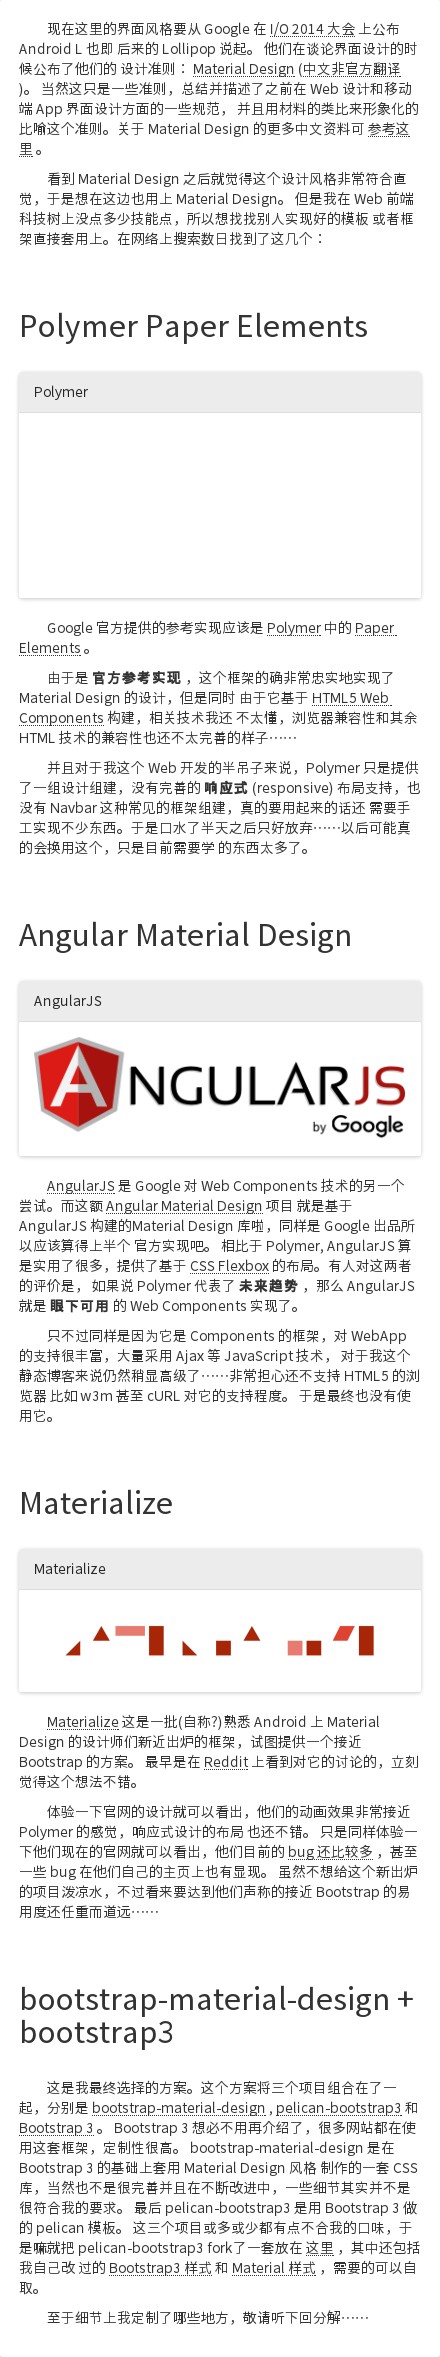 现在这里的界面风格要从 Google 在 I/O 2014 大会 上公布
Android L 也即 后来的 Lollipop 说起。 他们在谈论界面设计的时
候公布了他们的 设计准则： Material Design (中文非官方翻译
)。 当然这只是一些准则，总结并描述了之前在 Web 设计和移动
端 App 界面设计方面的一些规范， 并且用材料的类比来形象化的
比喻这个准则。关于 Material Design 的更多中文资料可 参考这
里 。
看到 Material Design 之后就觉得这个设计风格非常符合直
觉，于是想在这边也用上 Material Design。 但是我在 Web 前端
科技树上没点多少技能点，所以想找找别人实现好的模板 或者框
架直接套用上。在网络上搜索数日找到了这几个：
Polymer Paper Elements
Polymer
Google 官方提供的参考实现应该是 Polymer 中的 Paper
Elements 。
由于是 官方参考实现 ，这个框架的确非常忠实地实现了
Material Design 的设计，但是同时 由于它基于 HTML5 Web
Components 构建，相关技术我还 不太懂，浏览器兼容性和其余
HTML 技术的兼容性也还不太完善的样子……
并且对于我这个 Web 开发的半吊子来说，Polymer 只是提供
了一组设计组建，没有完善的 响应式 (responsive) 布局支持，也
没有 Navbar 这种常见的框架组建，真的要用起来的话还 需要手
工实现不少东西。于是口水了半天之后只好放弃……以后可能真
的会换用这个，只是目前需要学 的东西太多了。
Angular Material Design
AngularJS
ANGULARJS
by Google
AngularJS 是 Google 对 Web Components 技术的另一个
尝试。而这额 Angular Material Design 项目 就是基于
AngularJS 构建的Material Design 库啦，同样是 Google 出品所
以应该算得上半个 官方实现吧。 相比于 Polymer, AngularJS 算
是实用了很多，提供了基于 CSS Flexbox 的布局。有人对这两者
的评价是， 如果说 Polymer 代表了 未来趋势 ，那么 AngularJS
就是 眼下可用 的 Web Components 实现了。
只不过同样是因为它是 Components 的框架，对 WebApp
的支持很丰富，大量采用 Ajax 等 JavaScript 技术， 对于我这个
静态博客来说仍然稍显高级了……非常担心还不支持 HTML5 的浏
览器 比如 w3m 甚至 cURL 对它的支持程度。 于是最终也没有使
用它。
Materialize
Materialize
Materialize 这是一批(自称?)熟悉 Android 上 Material
Design 的设计师们新近出炉的框架，试图提供一个接近
Bootstrap 的方案。 最早是在 Reddit 上看到对它的讨论的，立刻
觉得这个想法不错。
体验一下官网的设计就可以看出，他们的动画效果非常接近
Polymer 的感觉，响应式设计的布局 也还不错。 只是同样体验一
下他们现在的官网就可以看出，他们目前的 bug 还比较多 ，甚至
一些 bug 在他们自己的主页上也有显现。 虽然不想给这个新出炉
的项目泼凉水，不过看来要达到他们声称的接近 Bootstrap 的易
用度还任重而道远……
bootstrap-material-design +
bootstrap3
这是我最终选择的方案。这个方案将三个项目组合在了一
起，分别是 bootstrap-material-design , pelican-bootstrap3 和
Bootstrap 3 。 Bootstrap 3 想必不用再介绍了，很多网站都在使
用这套框架，定制性很高。 bootstrap-material-design 是在
Bootstrap 3 的基础上套用 Material Design 风格 制作的一套 CSS
库，当然也不是很完善并且在不断改进中，一些细节其实并不是
很符合我的要求。 最后 pelican-bootstrap3 是用 Bootstrap 3 做
的 pelican 模板。 这三个项目或多或少都有点不合我的口味，于
是嘛就把 pelican-bootstrap3 fork了一套放在 这里 ，其中还包括
我自己改 过的 Bootstrap3 样式 和 Material 样式 ，需要的可以自
取。
至于细节上我定制了哪些地方，敬请听下回分解……